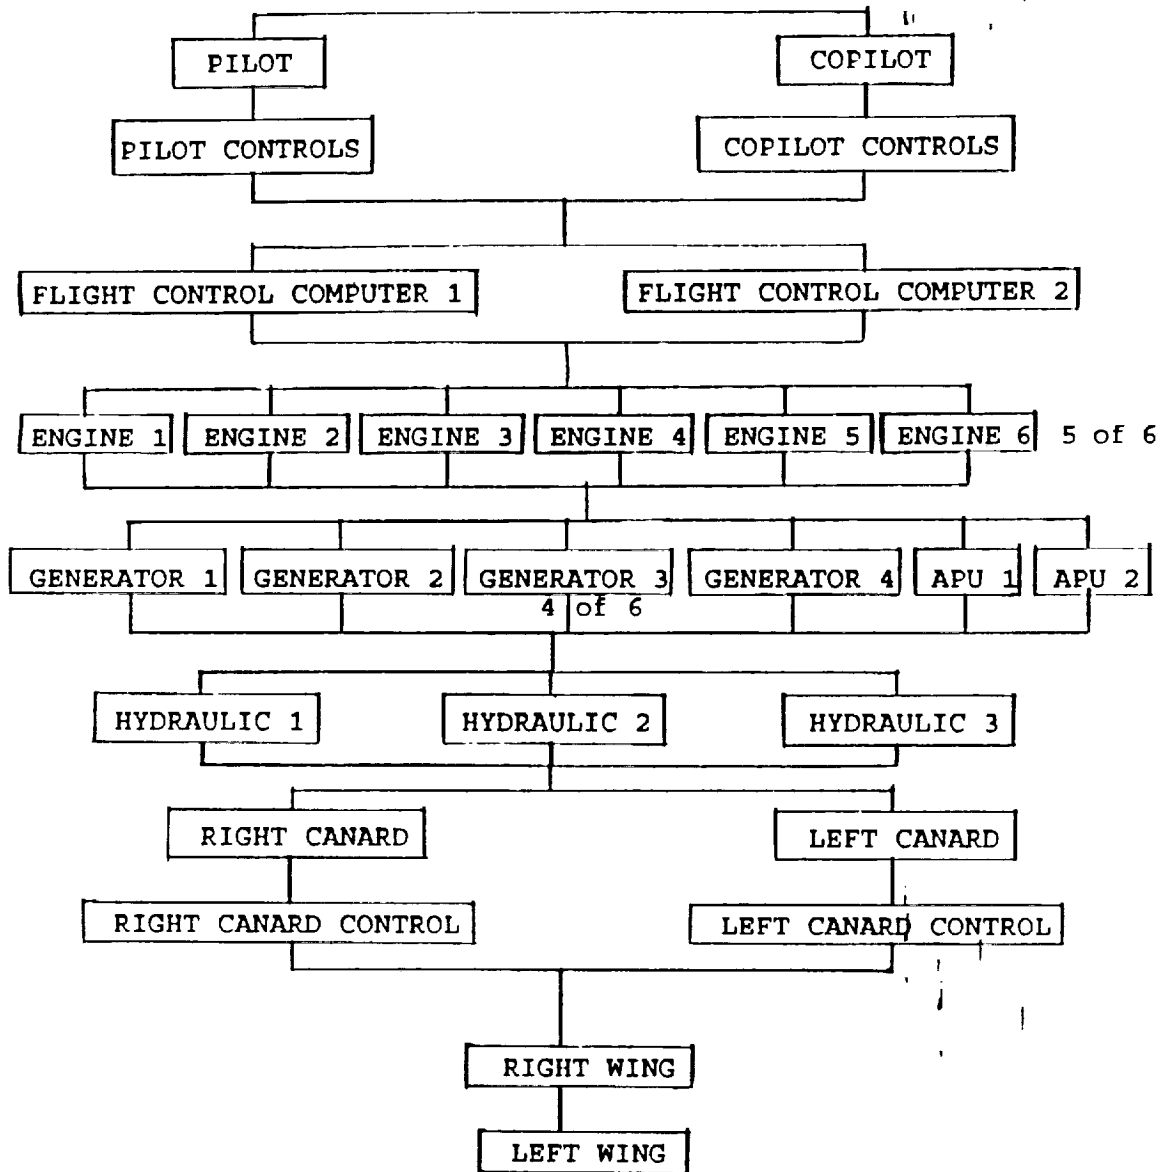 PILOT COPILOT
PILOT CONTROLS COPILOT CONTROLS
FLIGHT CONTROL COMPUTER 1 FLIGHT CONTROL COMPUTER 2
ENGINE 1 ENGINE 2 ENGINE 3 ENGINE 4 ENGINE 5 ENGINE 6 5 of 6
GENERATOR 1 GENERATOR 2 GENERATOR 3 GENERATOR 4 APU 1 APU 2
4 of 6
HYDRAULIC 1 HYDRAULIC 2 HYDRAULIC 3
RIGHT CANARD LEFT CANARD
RIGHT CANARD CONTROL LEFT CANARD CONTROL
RIGHT WING
LEFT WING